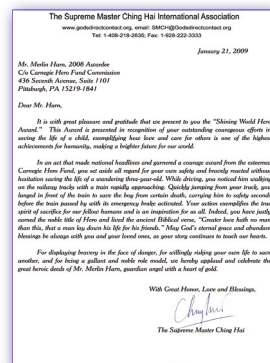 The Supreme Master Ching Hai International Association
www.godsdirectcontact.org, email: SMCH@Godsdirectcontact.org
Tel: 1-408-218-2635; Fax: 1-928-222-3333
January 21, 2009
Mr. Merlin Harn, 2008 Awardee
C/o Carnegie Hero Fund Commission
436 Seventh Avenue, Suite 1101
Pittsburgh, PA 15219-1841
Dear Mr. Harn,
It is with great pleasure and gratitude that we present to you the "Shining World Hero
Award." This Award is presented in recognition of your outstanding courageous efforts in
saving the life of a child, exemplifying how love and care for others is one of the highest
achievements for humanity, making a brighter future for our world.
In an act that made national headlines and garnered a courage award from the esteemed
Carnegie Hero Fund, you set aside all regard for your own safety and bravely reacted without
hesitation saving the life of a wandering three-year-old. While driving, you noticed him walking
on the railway tracks with a train rapidly approaching. Quickly jumping from your truck, you
lunged in front of the train to save the boy from certain death, carrying him to safety seconds
before the train passed by with its emergency brake activated. Your action exemplifies the true
spirit of sacrifice for our fellow humans and is an inspiration for us all. Indeed, you have justly
earned the noble title of Hero and lived the ancient Biblical verse, "Greater love hath no man
than this, that a man lay down his life for his friends." May God's eternal grace and abundant
blessings be always with you and your loved ones, as your story continues to touch our hearts.
For displaying bravery in the face of danger, for willingly risking your own life to save
another, and for being a gallant and noble role model, we hereby applaud and celebrate the
great heroic deeds of Mr. Merlin Harn, guardian angel with a heart of gold.
With Great Honor, Love and Blessings,
The Supreme Master Ching Hai